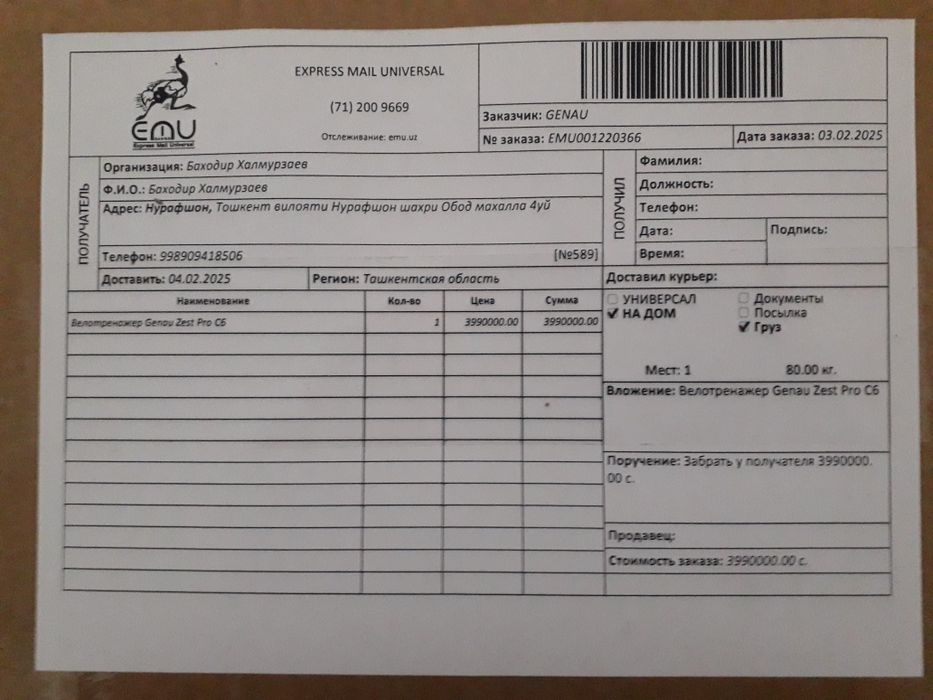 EXPRESS MAIL UNIVERSAL
(71) 200 9669
Отслеживание: emu.uz
EMU
Express Mail Universal
Заказчик: GENAU
№ заказа: EMU001220366
Дата заказа: 03.02.2025
ПОЛУЧАТЕЛЬ
Организация: Баходир Халмурзаев
Ф.И.О.: Баходир Халмурзаев
Адрес: Нурафшон, Тошкент вилояти Нурафшон шахри Обод махалла 4уй
Телефон: 998909418506 [№589]
Доставить: 04.02.2025
Регион: Ташкентская область
ПОЛУЧИЛ
Фамилия:
Должность:
Телефон:
Дата:
Подпись:
Время:
Доставил курьер:
Наименование Кол-во Цена Сумма
Велотренажер Genau Zest Pro C6 1 3990000.00 3990000.00
УНИВЕРСАЛ
НА ДОМ
Документы
Посылка
Груз
Мест: 1 80.00 кг.
Вложение: Велотренажер Genau Zest Pro C6
Поручение: Забрать у получателя 3990000.
00 с.
Продавец:
Стоимость заказа: 3990000.00 с.